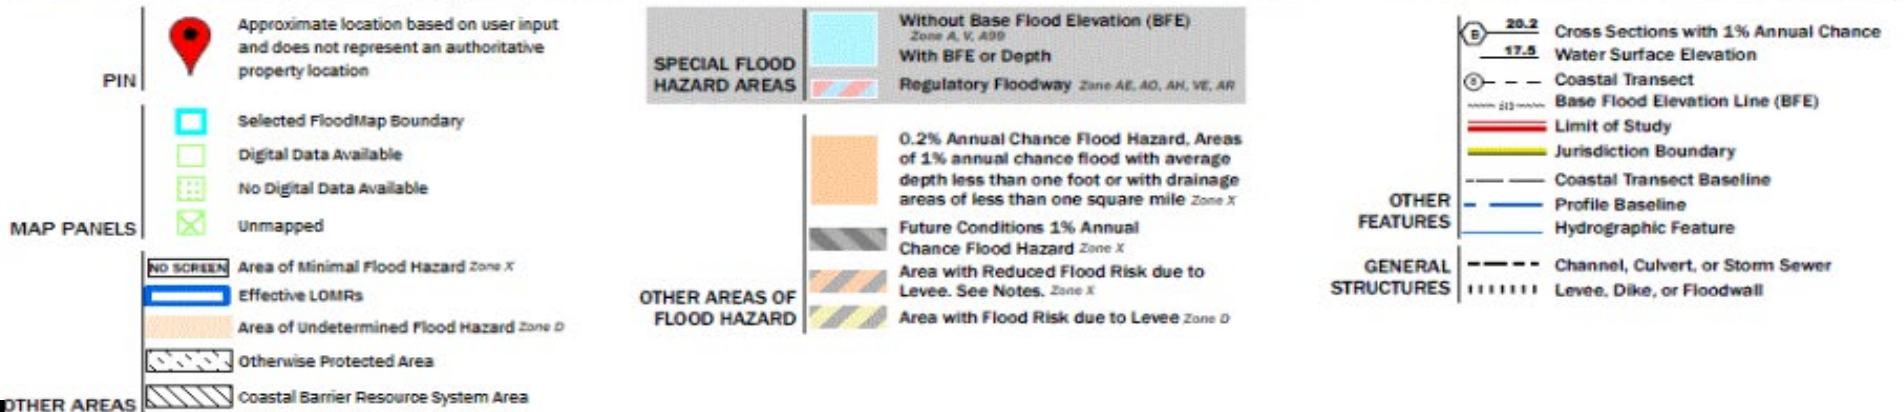 PIN
Approximate location based on user input
and does not represent an authoritative
property location
MAP PANELS
Selected FloodMap Boundary
Digital Data Available
No Digital Data Available
Unmapped
OTHER AREAS
NO SCREEN Area of Minimal Flood Hazard Zone X
Effective LOMRs
Area of Undetermined Flood Hazard Zone D
Otherwise Protected Area
Coastal Barrier Resource System Area
SPECIAL FLOOD
HAZARD AREAS
Without Base Flood Elevation (BFE)
Zone A, V, A99
With BFE or Depth
Regulatory Floodway Zone AE, AO, AH, VE, AR
OTHER AREAS OF
FLOOD HAZARD
0.2% Annual Chance Flood Hazard, Areas
of 1% annual chance flood with average
depth less than one foot or with drainage
areas of less than one square mile Zone X
Future Conditions 1% Annual
Chance Flood Hazard Zone X
Area with Reduced Flood Risk due to
Levee. See Notes. Zone X
Area with Flood Risk due to Levee Zone D
OTHER
FEATURES
B 20.2 Cross Sections with 1% Annual Chance
17.5 Water Surface Elevation
8 Coastal Transect
513 Base Flood Elevation Line (BFE)
Limit of Study
Jurisdiction Boundary
Coastal Transect Baseline
Profile Baseline
Hydrographic Feature
GENERAL
STRUCTURES
Channel, Culvert, or Storm Sewer
Levee, Dike, or Floodwall